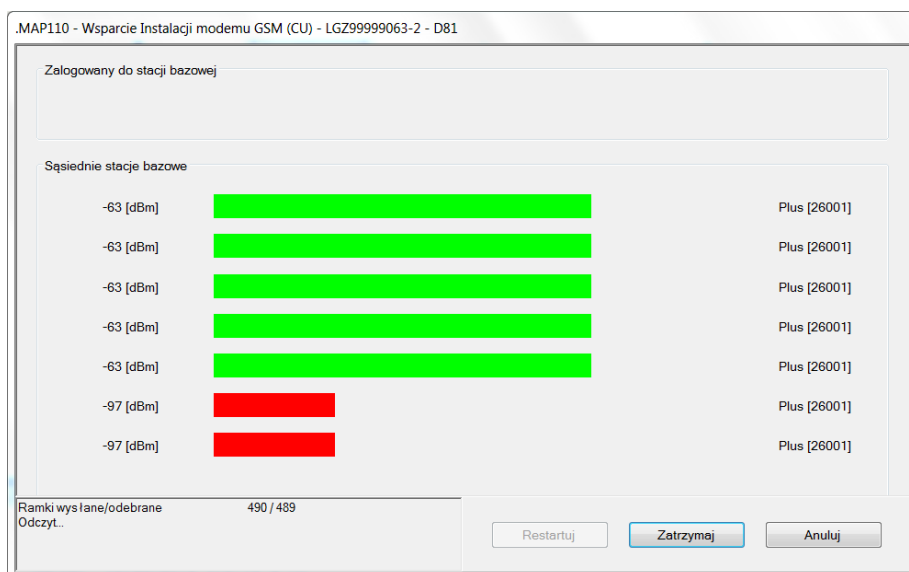 .MAP110 - Wsparcie Instalacji modemu GSM (CU) - LGZ99999063-2 - D81
Zalogowany do stacji bazowej
Sąsiednie stacje bazowe
-63 [dBm] Plus [26001]
-63 [dBm] Plus [26001]
-63 [dBm] Plus [26001]
-63 [dBm] Plus [26001]
-63 [dBm] Plus [26001]
-97 [dBm] Plus [26001]
-97 [dBm] Plus [26001]
Ramki wysłane/odebrane 490 / 489
Odczyt...
Restartuj Zatrzymaj Anuluj